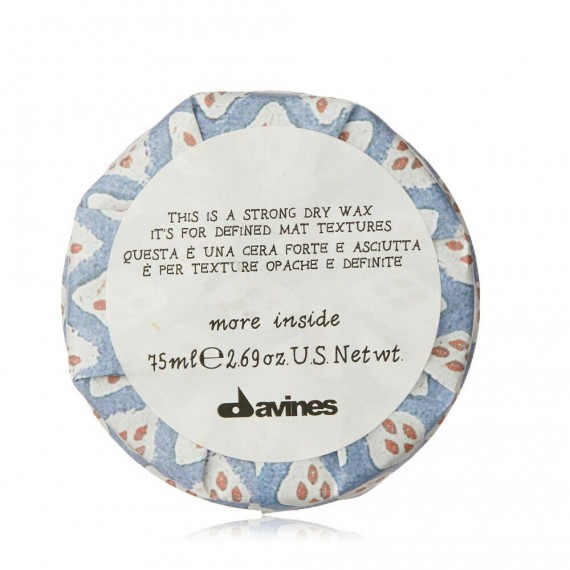 THIS IS A STRONG DRY WAX
IT'S FOR DEFINED MAT TEXTURES
QUESTA È UNA CERA FORTE E ASCIUTTA
È PER TEXTURE OPACHE E DEFINITE
more inside
75ml℮2.69oz.U.S.Netwt.
davines